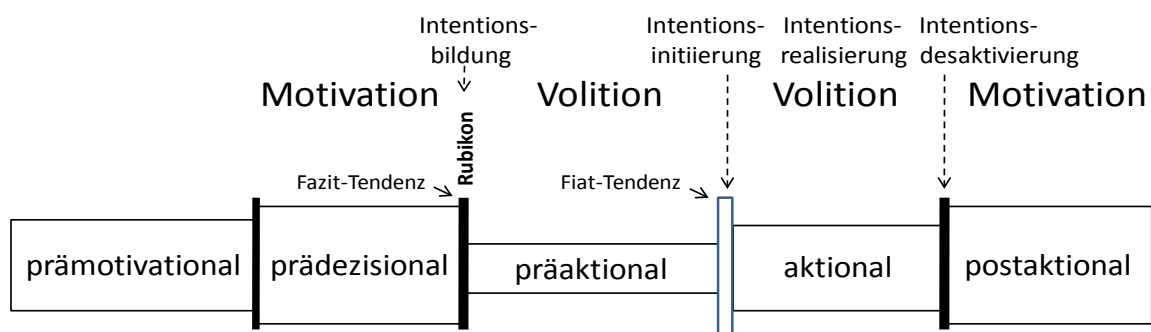 Intentions-
bildung
Intentions-
initiierung
Intentions-
realisierung
Intentions-
desaktivierung
Motivation
Volition
Volition
Motivation
Rubikon
Fazit-Tendenz
Fiat-Tendenz
prämotivational
prädezisional
präaktional
aktional
postaktional